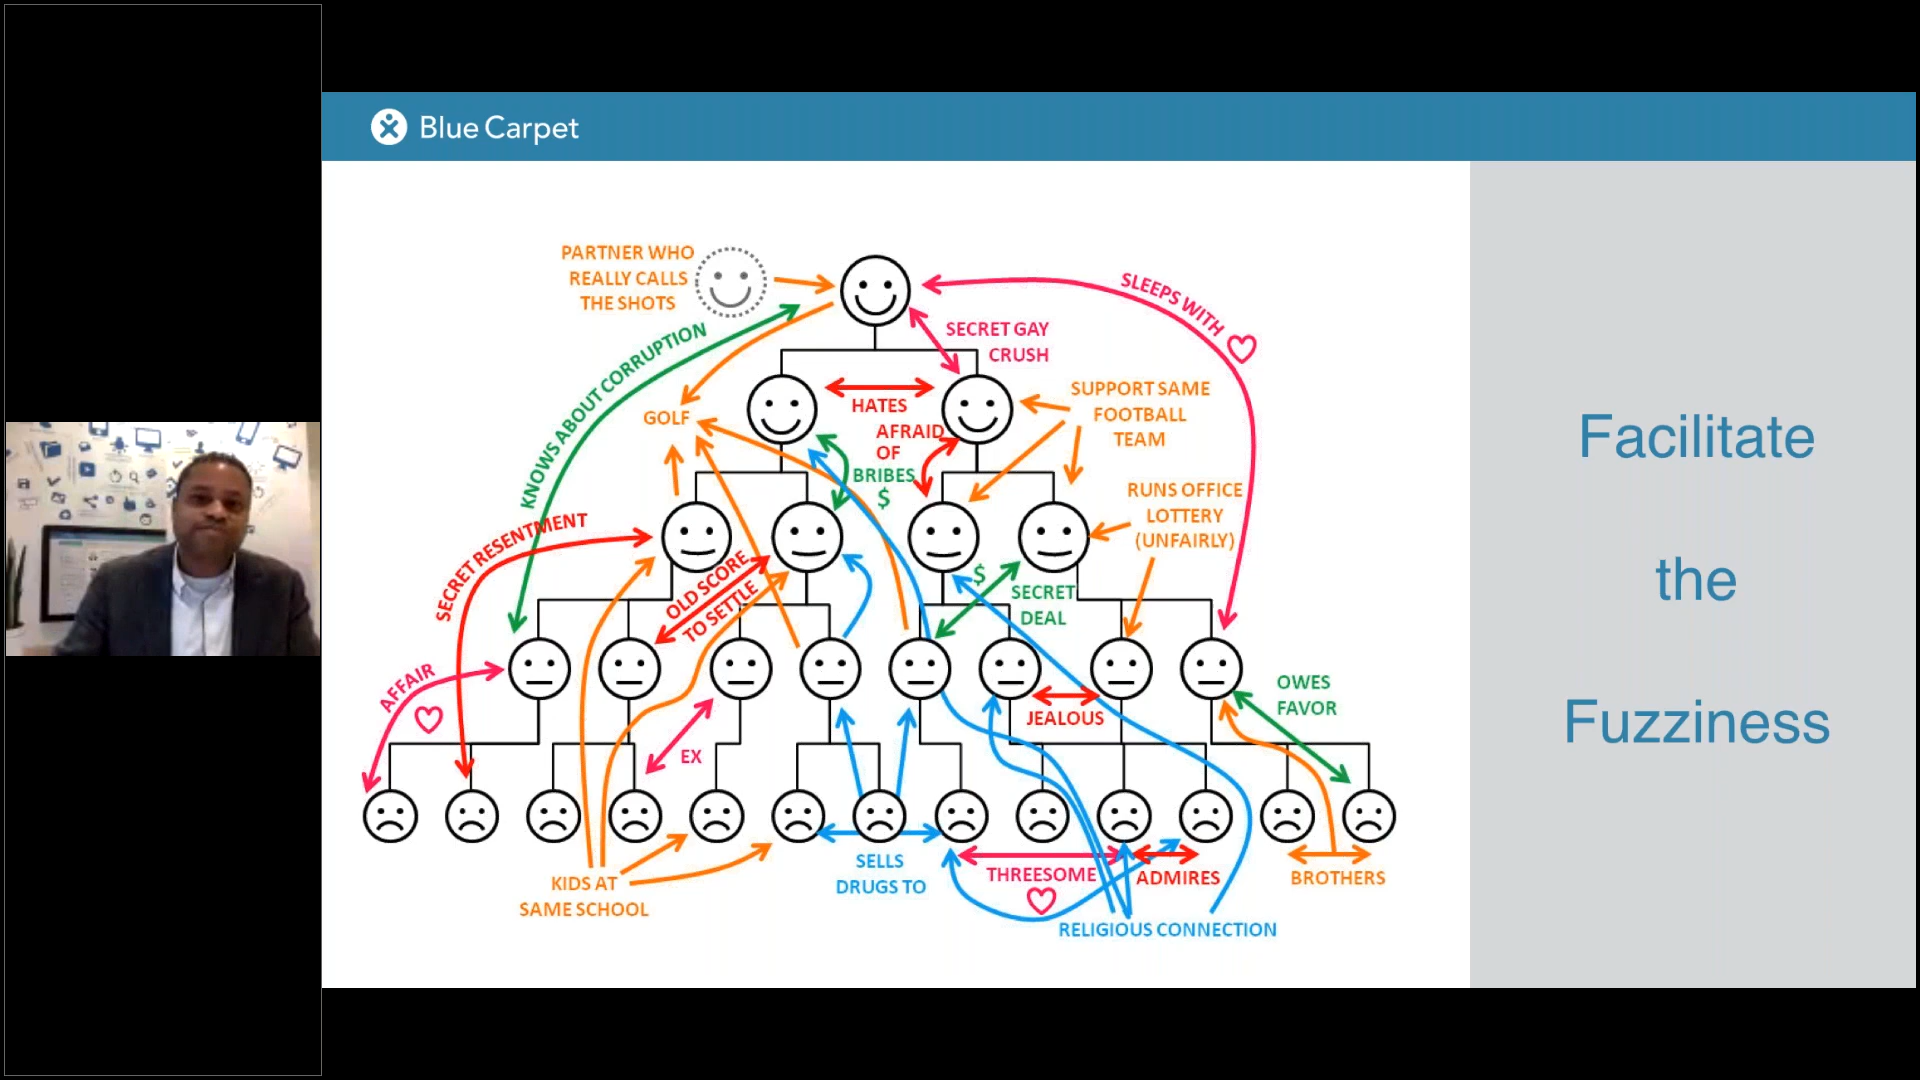 Blue Carpet
PARTNER WHO
REALLY CALLS
THE SHOTS
SLEEPS WITH
KNOWS ABOUT CORRUPTION
SECRET GAY
CRUSH
GOLF
HATES
AFRAID
OF
BRIBES
$
SUPPORT SAME
FOOTBALL
TEAM
RUNS OFFICE
LOTTERY
(UNFAIRLY)
SECRET RESENTMENT
OLD SCORE
TO SETTLE
$
SECRET
DEAL
AFFAIR
EX
JEALOUS
OWES
FAVOR
KIDS AT
SAME SCHOOL
SELLS
DRUGS TO
THREESOME
ADMIRES
BROTHERS
RELIGIOUS CONNECTION
Facilitate
the
Fuzziness